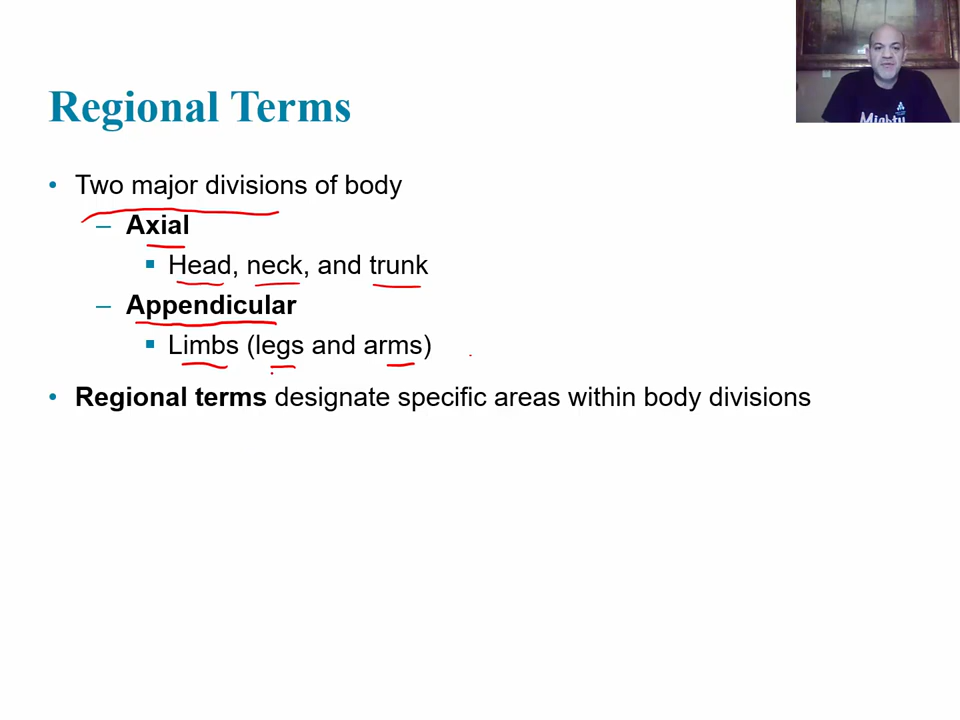 Mighty
Regional Terms
• Two major divisions of body
– Axial
▪ Head, neck, and trunk
– Appendicular
▪ Limbs (legs and arms)
• Regional terms designate specific areas within body divisions